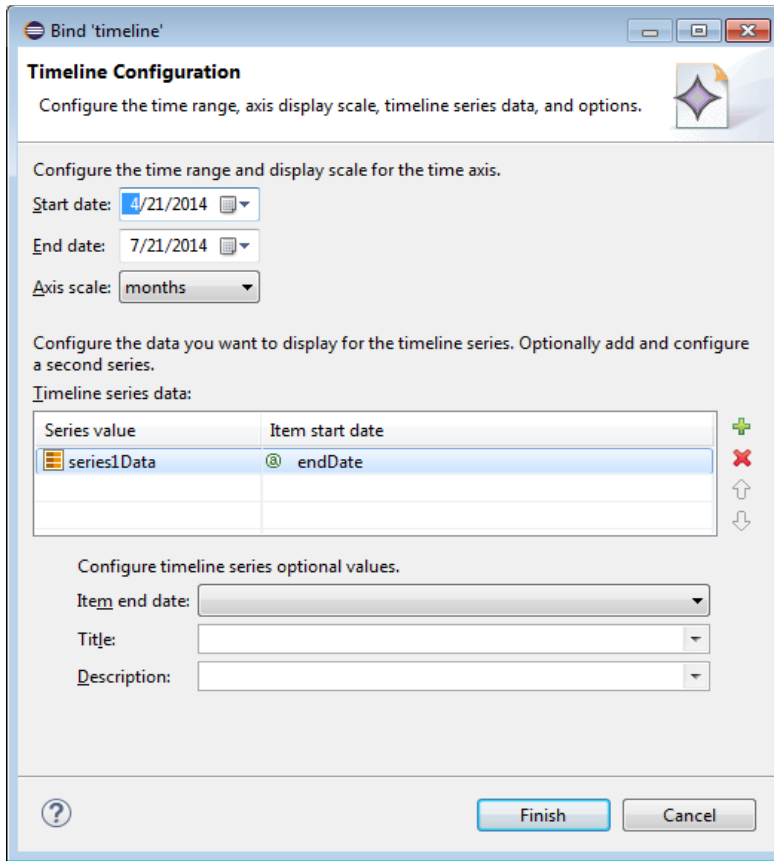 Bind 'timeline'
Timeline Configuration
Configure the time range, axis display scale, timeline series data, and options.
Configure the time range and display scale for the time axis.
Start date: 4/21/2014
End date: 7/21/2014
Axis scale: months
Configure the data you want to display for the timeline series. Optionally add and configure
a second series.
Timeline series data:
Series value Item start date
series1Data @ endDate
Configure timeline series optional values.
Item end date:
Title:
Description:
? Finish Cancel